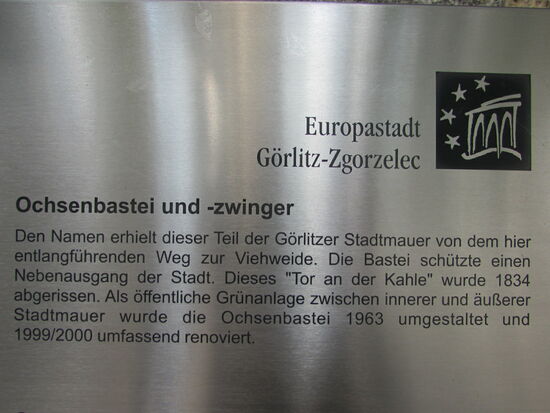 Europastadt
Görlitz-Zgorzelec
Ochsenbastei und -zwinger
Den Namen erhielt dieser Teil der Görlitzer Stadtmauer von dem hier
entlangführenden Weg zur Viehweide. Die Bastei schützte einen
Nebenausgang der Stadt. Dieses "Tor an der Kahle" wurde 1834
abgerissen. Als öffentliche Grünanlage zwischen innerer und äußerer
Stadtmauer wurde die Ochsenbastei 1963 umgestaltet und
1999/2000 umfassend renoviert.